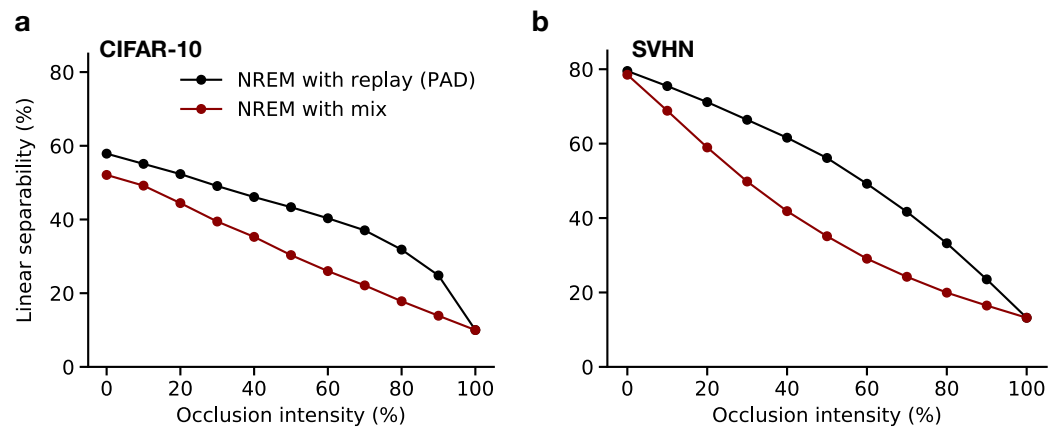 a
CIFAR-10
NREM with replay (PAD)
NREM with mix
Linear separability (%)
80
60
40
20
0
0 20 40 60 80 100
Occlusion intensity (%)
b
SVHN
80
60
40
20
0
0 20 40 60 80 100
Occlusion intensity (%)